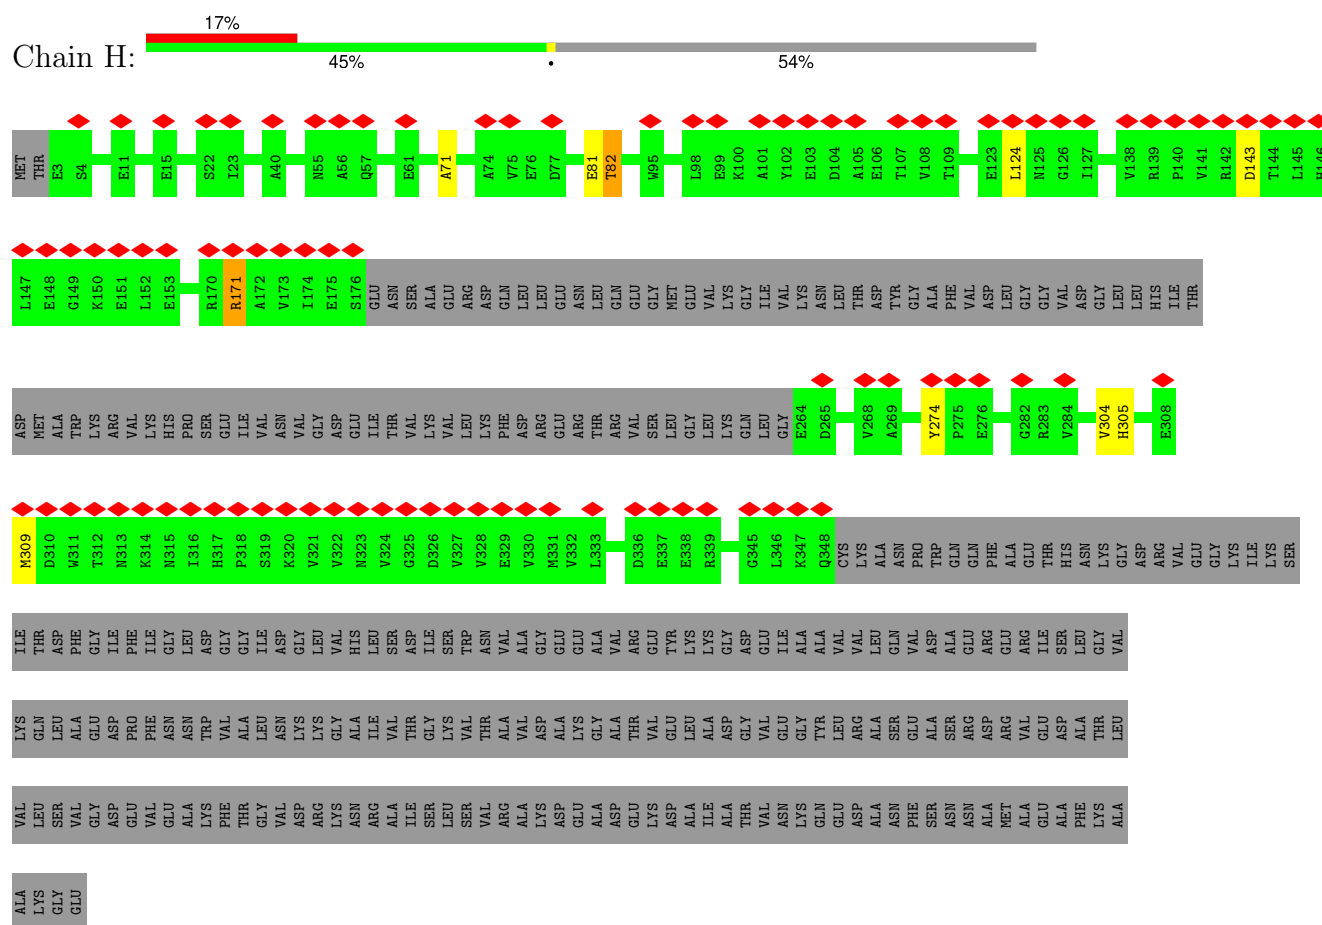 17%
Chain H:
45% • 54%
MET THR E3 S4 E11 E15 S22 I23 A40 N55 A56 Q57 E61 A71 A74 V75 E76 D77 E81 T82 W95 L98 E99 K100 A101 Y102 E103 D104 A105 E106 T107 V108 T109 E123 L124 N125 G126 I127 V138 R139 P140 V141 R142 D143 T144 L145 H146
L147 E148 G149 K150 E151 L152 E153 R170 R171 A172 V173 I174 E175 S176 GLU ASN SER ALA GLU ARG ASP GLN LEU LEU GLU ASN LEU GLN GLU GLY MET GLU VAL LYS GLY ILE VAL LYS ASN LEU THR ASP TYR GLY ALA PHE VAL ASP LEU GLY GLY VAL ASP GLY LEU LEU HIS ILE THR
ASP MET ALA TRP LYS ARG VAL LYS HIS PRO SER GLU ILE VAL ASN VAL GLY ASP GLU ILE THR VAL LYS VAL LEU LYS PHE ASP ARG GLU ARG THR ARG VAL SER LEU GLY LEU LYS GLN LEU GLY E264 D265 V268 A269 Y274 P275 E276 G282 R283 V284 V304 H305 E308
M309 D310 W311 T312 N313 K314 N315 I316 H317 P318 S319 K320 V321 V322 N323 V324 G325 D326 V327 V328 E329 V330 M331 V332 L333 D336 E337 E338 R339 G345 L346 K347 Q348 CYS LYS ALA ASN PRO TRP GLN GLN PHE ALA GLU THR HIS ASN LYS GLY ASP ARG VAL GLU GLY LYS ILE LYS SER
ILE THR ASP PHE GLY ILE PHE ILE GLY LEU ASP GLY GLY ILE ASP GLY LEU VAL HIS LEU SER ASP ILE SER TRP ASN VAL ALA GLY GLU GLU ALA VAL ARG GLU TYR LYS LYS GLY ASP GLU ILE ALA ALA VAL VAL LEU GLN VAL ASP ALA GLU ARG GLU ARG ILE SER LEU GLY VAL
LYS GLN LEU ALA GLU ASP PRO PHE ASN ASN TRP VAL ALA LEU ASN LYS LYS GLY ALA ILE VAL THR GLY LYS VAL THR ALA VAL ASP ALA LYS GLY ALA THR VAL GLU LEU ALA ASP GLY VAL GLU GLY TYR LEU ARG ALA SER GLU ALA SER ARG ASP ARG VAL GLU ASP ALA THR LEU
VAL LEU SER VAL GLY ASP GLU VAL GLU ALA LYS PHE THR GLY VAL ASP ARG LYS ASN ARG ALA ILE SER LEU SER VAL ARG ALA LYS ASP GLU ALA ASP GLU LYS ASP ALA ILE ALA THR VAL ASN LYS GLN GLU ASP ALA ASN PHE SER ASN ASN ALA MET ALA GLU ALA PHE LYS ALA
ALA LYS GLY GLU